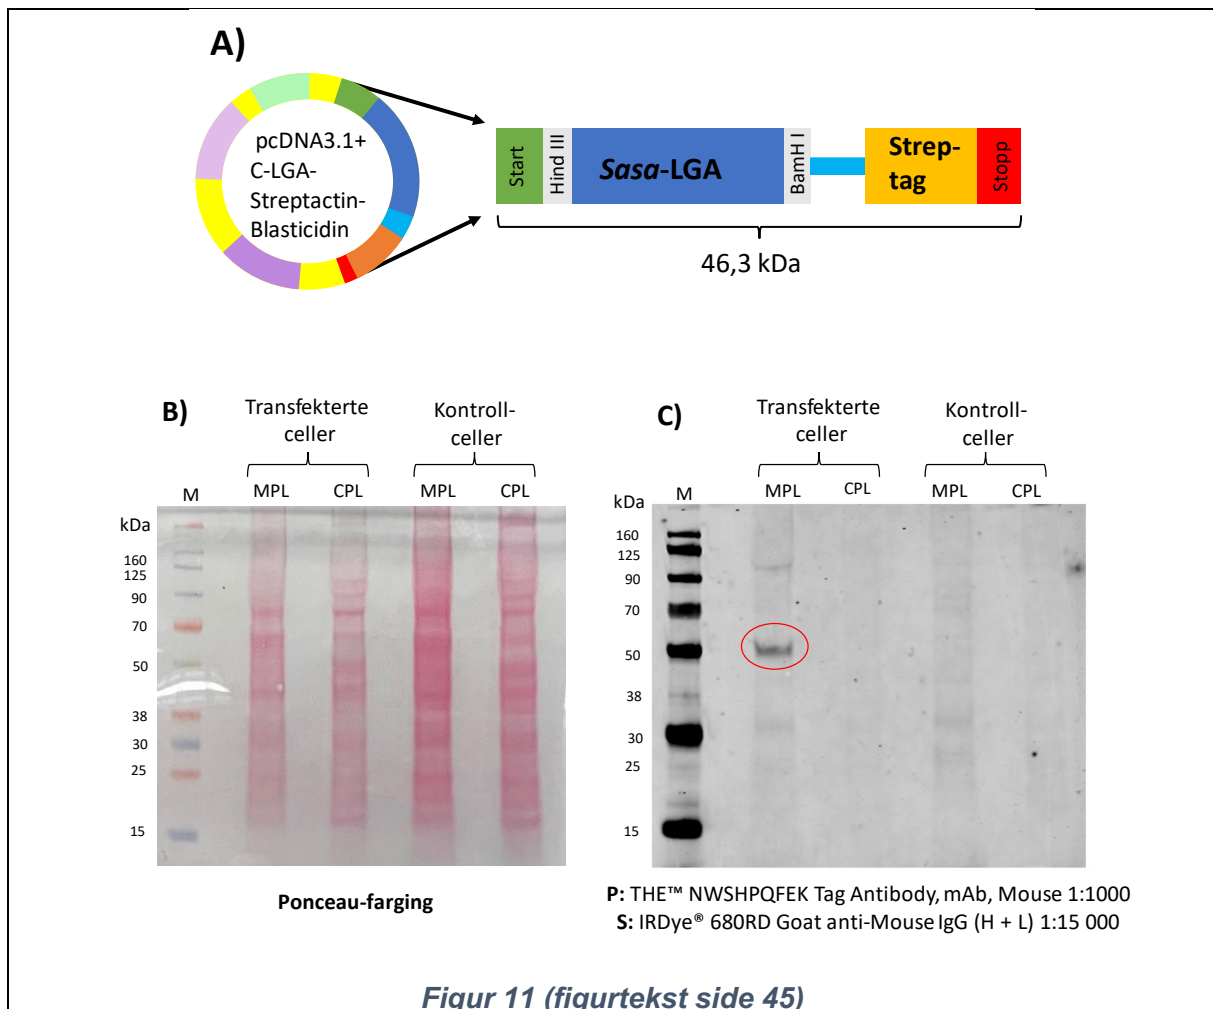 A)
pcDNA3.1+
C-LGA-
Streptactin-
Blasticidin
Start
Hind III
Sasa-LGA
BamH I
Strep-
tag
Stopp
46,3 kDa
B)
Transfekterte
celler
Kontroll-
celler
M
MPL
CPL
MPL
CPL
kDa
160
125
90
70
50
38
30
25
15
Ponceau-farging
C)
Transfekterte
celler
Kontroll-
celler
M
MPL
CPL
MPL
CPL
kDa
160
125
90
70
50
38
30
25
15
P: THE™ NWSHPQFEK Tag Antibody, mAb, Mouse 1:1000
S: IRDye® 680RD Goat anti-Mouse IgG (H + L) 1:15 000
Figur 11 (figurtekst side 45)